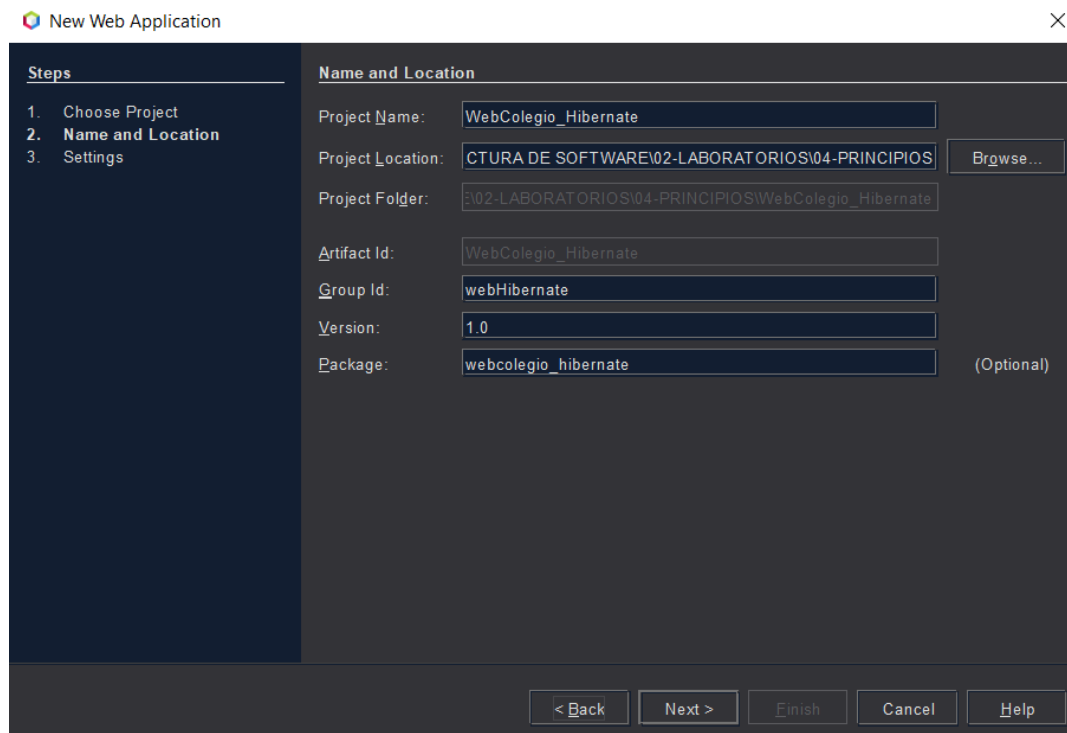 New Web Application
Steps
1. Choose Project
2. Name and Location
3. Settings
Name and Location
Project Name: WebColegio_Hibernate
Project Location: CTURA DE SOFTWARE\02-LABORATORIOS\04-PRINCIPIOS Browse...
Project Folder: E\02-LABORATORIOS\04-PRINCIPIOS\WebColegio_Hibernate
Artifact Id: WebColegio_Hibernate
Group Id: webHibernate
Version: 1.0
Package: webcolegio_hibernate (Optional)
< Back Next > Finish Cancel Help